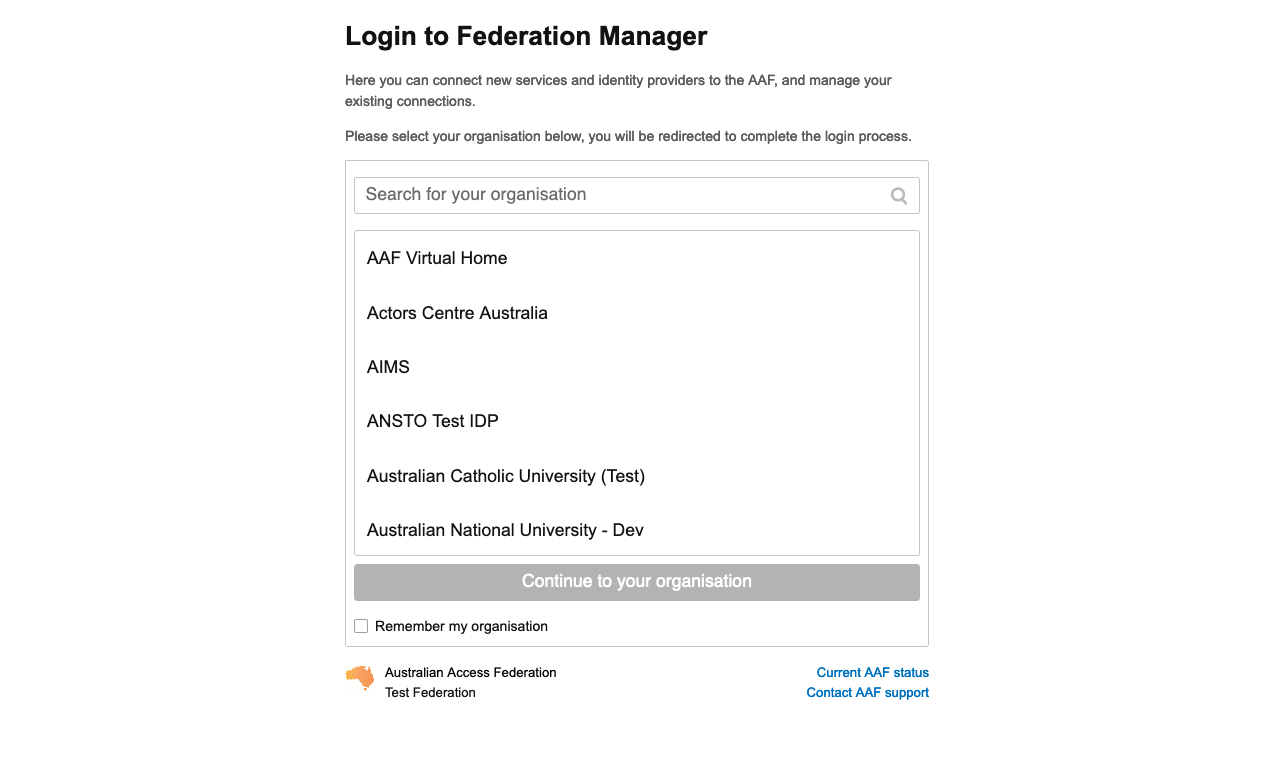 Login to Federation Manager
Here you can connect new services and identity providers to the AAF, and manage your
existing connections.
Please select your organisation below, you will be redirected to complete the login process.
Search for your organisation
AAF Virtual Home
Actors Centre Australia
AIMS
ANSTO Test IDP
Australian Catholic University (Test)
Australian National University - Dev
Continue to your organisation
Remember my organisation
Australian Access Federation
Test Federation
Current AAF status
Contact AAF support